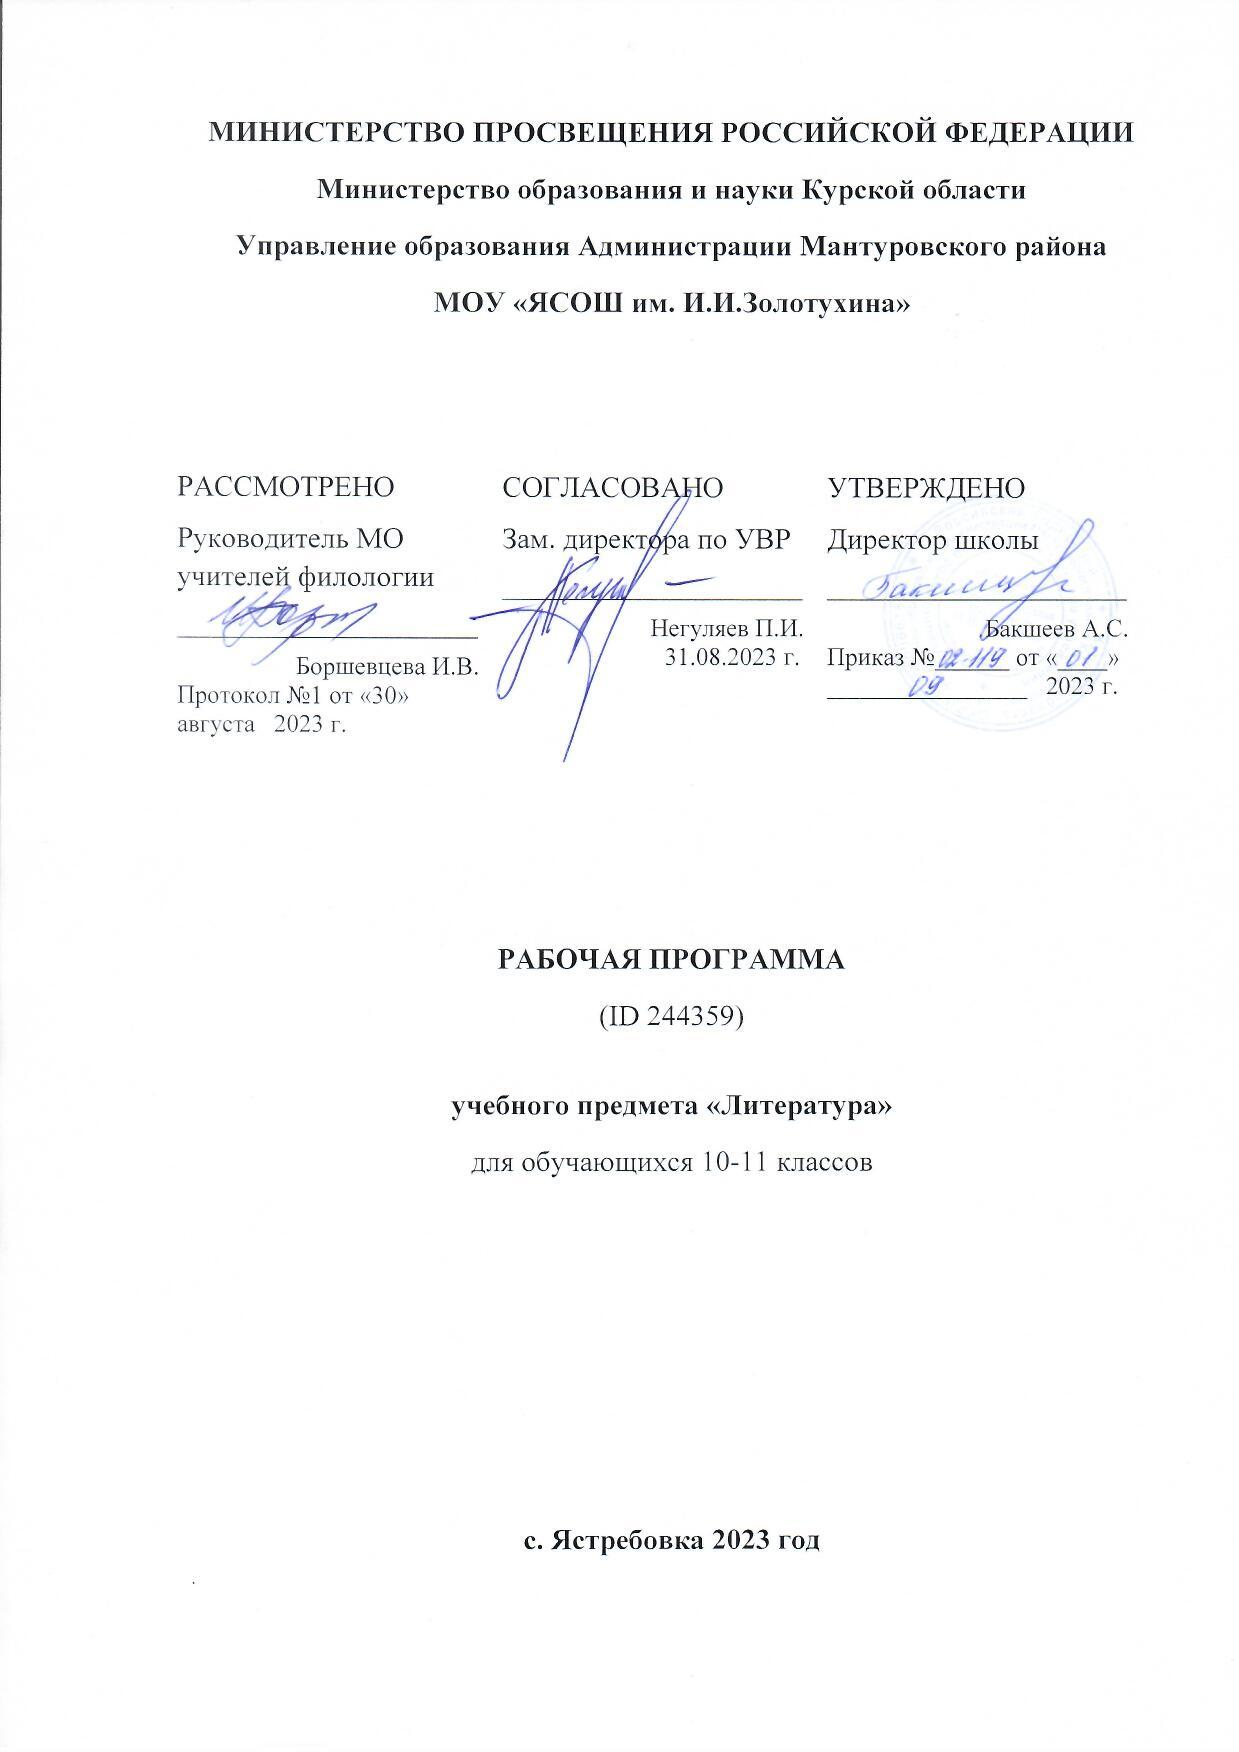 МИНИСТЕРСТВО ПРОСВЕЩЕНИЯ РОССИЙСКОЙ ФЕДЕРАЦИИ
Министерство образования и науки Курской области
Управление образования Администрации Мантуровского района
МОУ «ЯСОШ им. И.И.Золотухина»
РАССМОТРЕНО
Руководитель МО
учителей филологии
Боршевцева И.В.
Протокол №1 от «30»
августа 2023 г.
СОГЛАСОВАНО
Зам. директора по УВР
Негуляев П.И.
31.08.2023 г.
УТВЕРЖДЕНО
Директор школы
Бакшеев А.С.
Приказ № 02-119 от «01»
09 2023 г.
РАБОЧАЯ ПРОГРАММА
(ID 244359)
учебного предмета «Литература»
для обучающихся 10-11 классов
с. Ястребовка 2023 год